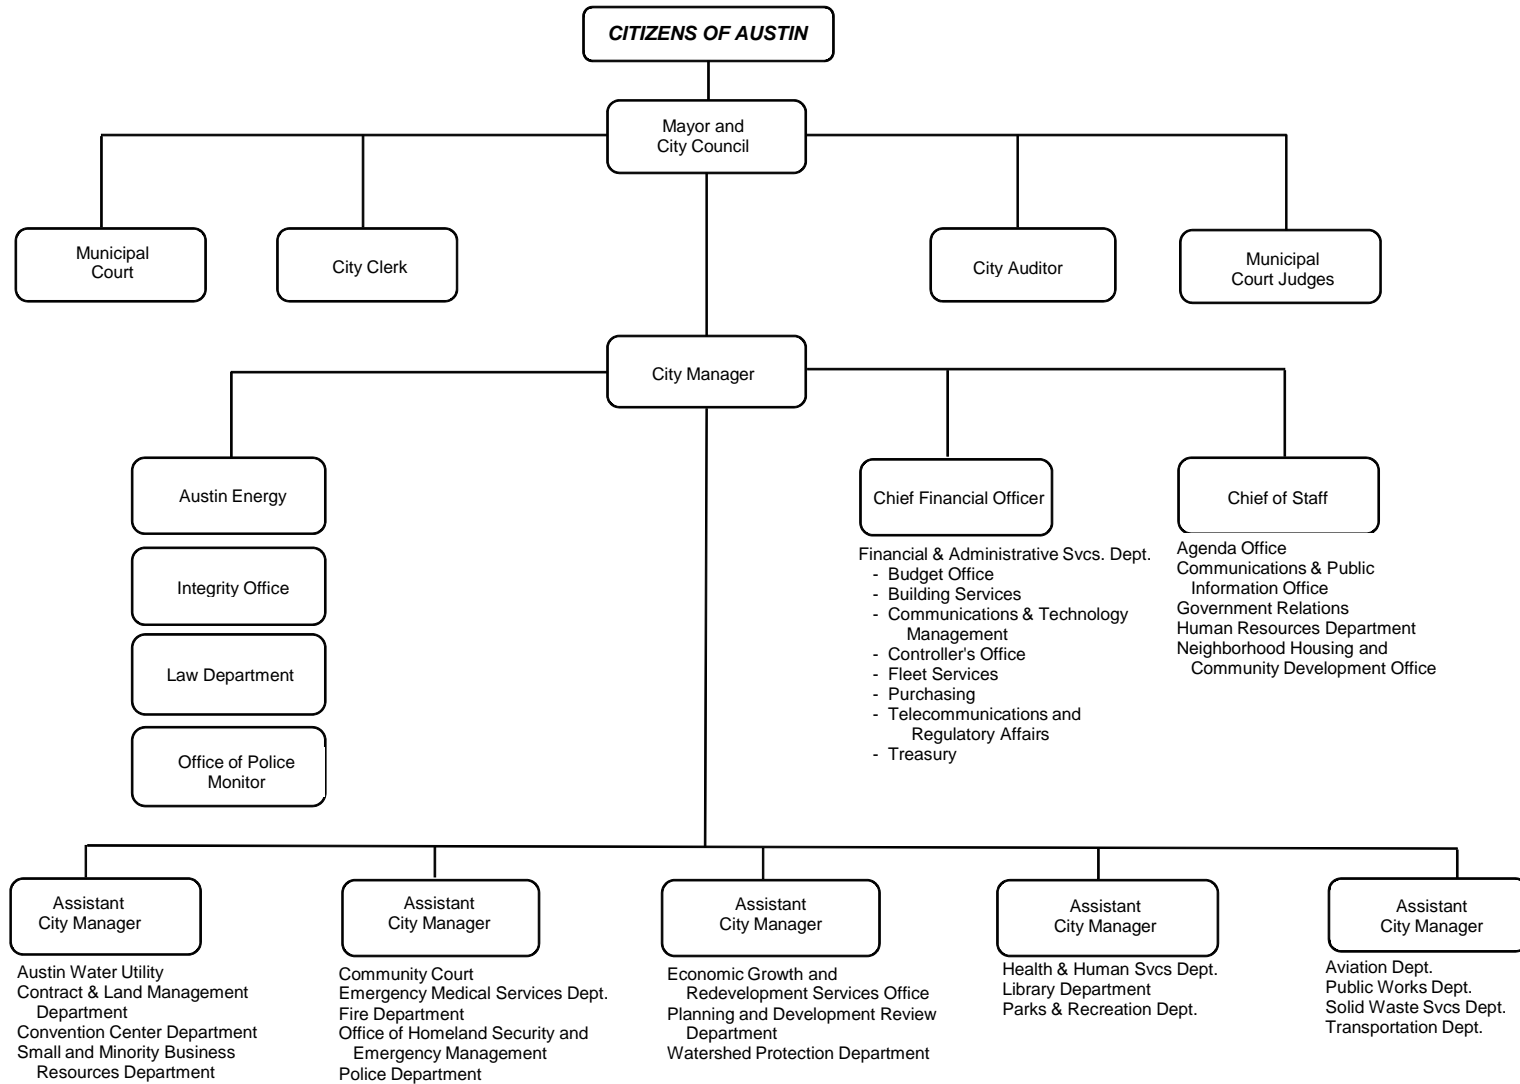 CITIZENS OF AUSTIN
Mayor and
City Council
Municipal
Court
City Clerk
City Auditor
Municipal
Court Judges
City Manager
Austin Energy
Integrity Office
Law Department
Office of Police
Monitor
Chief Financial Officer
Financial & Administrative Svcs. Dept.
- Budget Office
- Building Services
- Communications & Technology
Management
- Controller's Office
- Fleet Services
- Purchasing
- Telecommunications and
Regulatory Affairs
- Treasury
Chief of Staff
Agenda Office
Communications & Public
Information Office
Government Relations
Human Resources Department
Neighborhood Housing and
Community Development Office
Assistant
City Manager
Austin Water Utility
Contract & Land Management
Department
Convention Center Department
Small and Minority Business
Resources Department
Assistant
City Manager
Community Court
Emergency Medical Services Dept.
Fire Department
Office of Homeland Security and
Emergency Management
Police Department
Assistant
City Manager
Economic Growth and
Redevelopment Services Office
Planning and Development Review
Department
Watershed Protection Department
Assistant
City Manager
Health & Human Svcs Dept.
Library Department
Parks & Recreation Dept.
Assistant
City Manager
Aviation Dept.
Public Works Dept.
Solid Waste Svcs Dept.
Transportation Dept.